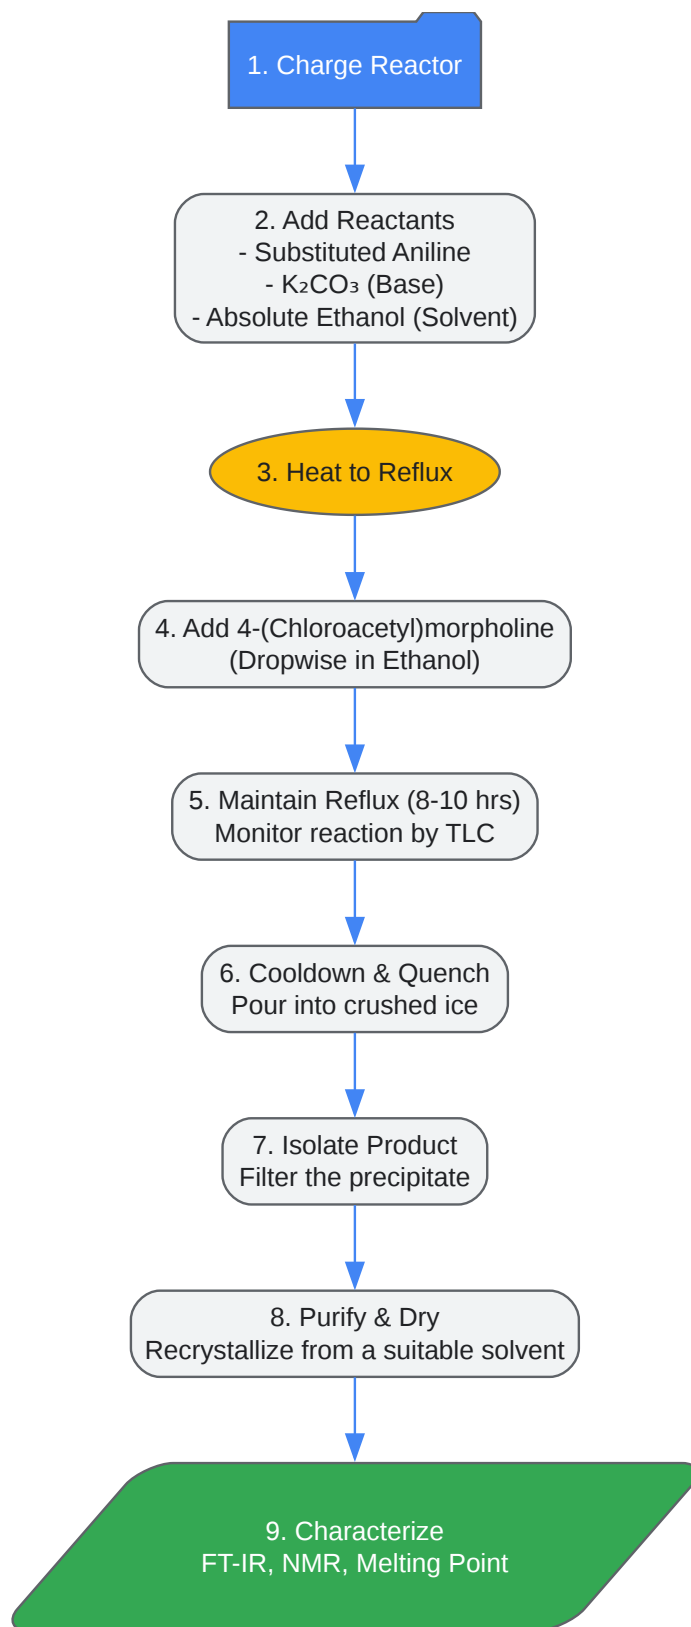 1. Charge Reactor
2. Add Reactants
- Substituted Aniline
- K₂CO₃ (Base)
- Absolute Ethanol (Solvent)
3. Heat to Reflux
4. Add 4-(Chloroacetyl)morpholine
(Dropwise in Ethanol)
5. Maintain Reflux (8-10 hrs)
Monitor reaction by TLC
6. Cooldown & Quench
Pour into crushed ice
7. Isolate Product
Filter the precipitate
8. Purify & Dry
Recrystallize from a suitable solvent
9. Characterize
FT-IR, NMR, Melting Point